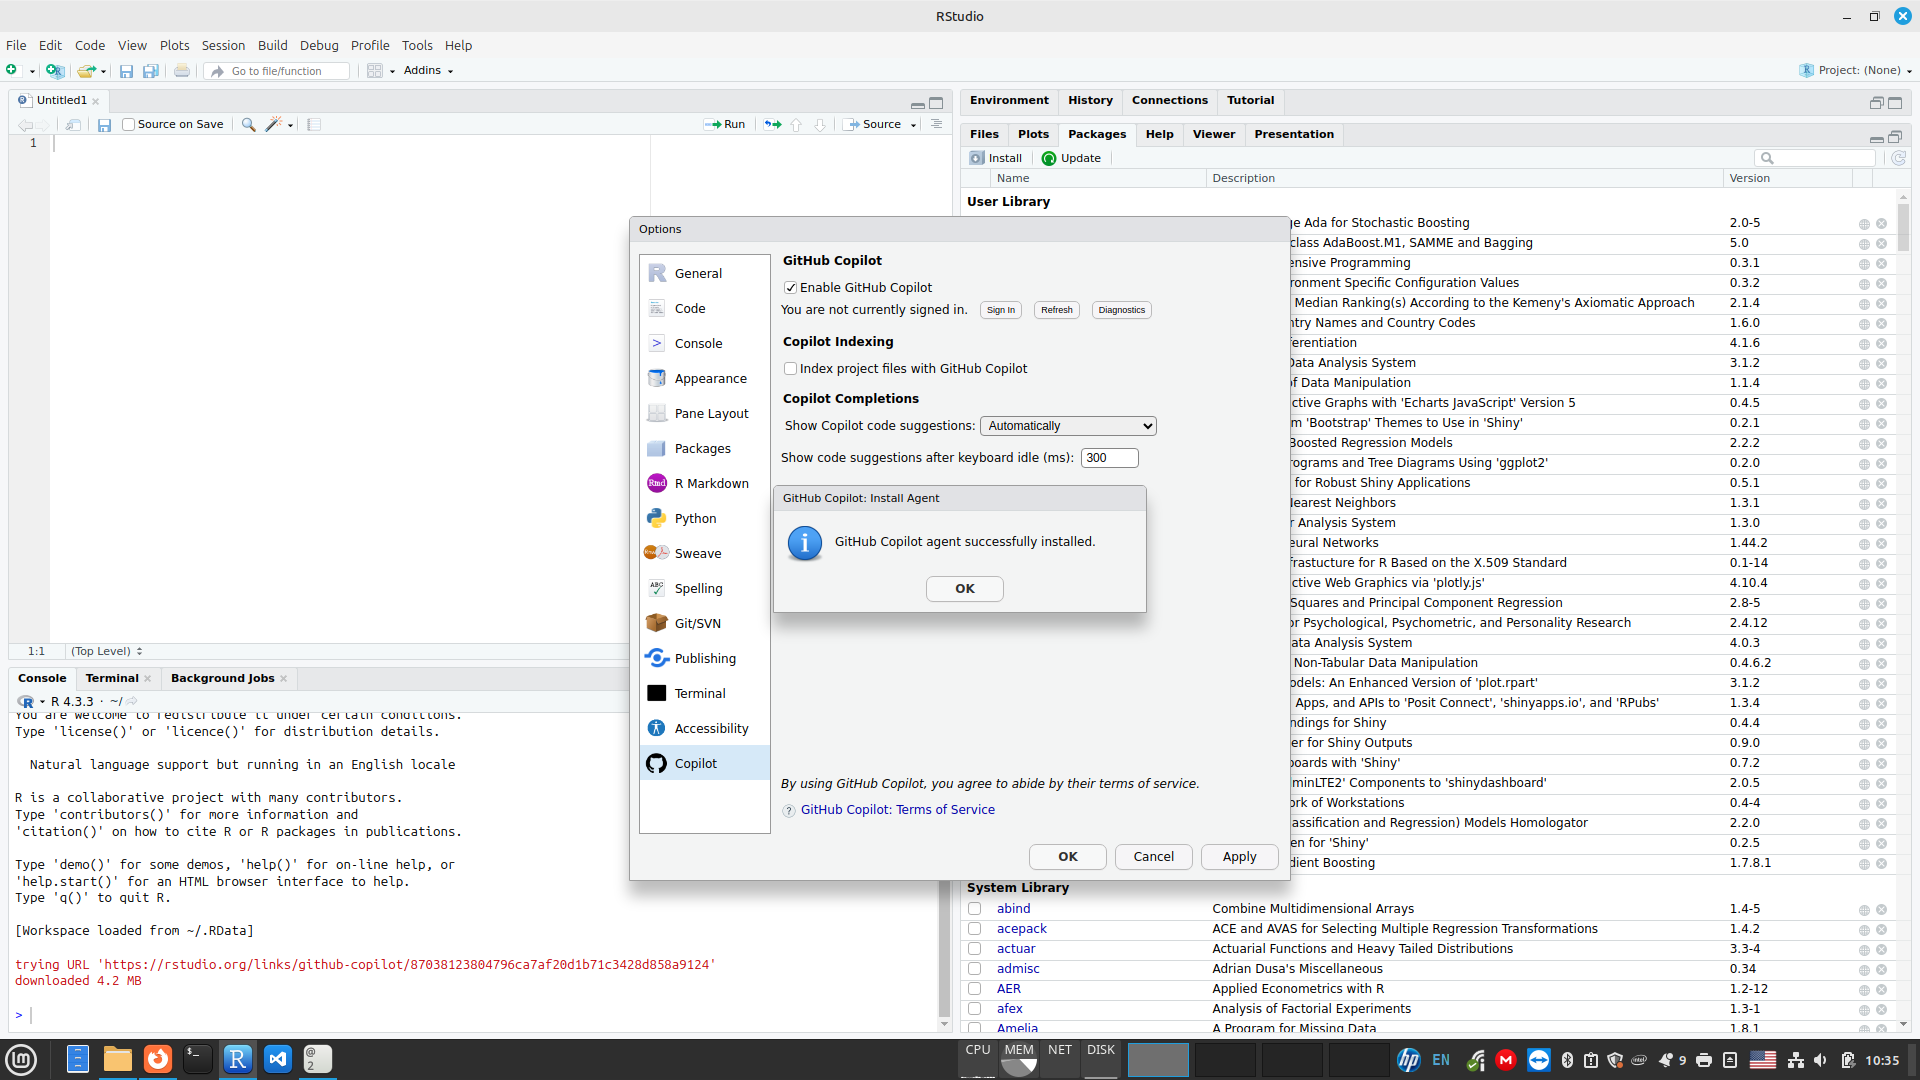 RStudio
File Edit Code View Plots Session Build Debug Profile Tools Help
Go to file/function
Addins
Project: (None)
Untitled1
Source on Save
Run
Source
1
1:1 (Top Level)
Console Terminal Background Jobs
R 4.3.3 · ~/
You are welcome to redistribute it under certain conditions.
Type 'license()' or 'licence()' for distribution details.
Natural language support but running in an English locale
R is a collaborative project with many contributors.
Type 'contributors()' for more information and
'citation()' on how to cite R or R packages in publications.
Type 'demo()' for some demos, 'help()' for on-line help, or
'help.start()' for an HTML browser interface to help.
Type 'q()' to quit R.
[Workspace loaded from ~/.RData]
trying URL 'https://rstudio.org/links/github-copilot/87038123804796ca7af20d1b71c3428d858a9124'
downloaded 4.2 MB
>
Options
General
Code
Console
Appearance
Pane Layout
Packages
R Markdown
Python
Sweave
Spelling
Git/SVN
Publishing
Terminal
Accessibility
Copilot
GitHub Copilot
Enable GitHub Copilot
You are not currently signed in. Sign In Refresh Diagnostics
Copilot Indexing
Index project files with GitHub Copilot
Copilot Completions
Show Copilot code suggestions: Automatically
Show code suggestions after keyboard idle (ms): 300
GitHub Copilot: Install Agent
GitHub Copilot agent successfully installed.
OK
By using GitHub Copilot, you agree to abide by their terms of service.
GitHub Copilot: Terms of Service
OK Cancel Apply
Environment History Connections Tutorial
Files Plots Packages Help Viewer Presentation
Install Update
Name Description Version
User Library
ge Ada for Stochastic Boosting 2.0-5
class AdaBoost.M1, SAMME and Bagging 5.0
ensive Programming 0.3.1
ronment Specific Configuration Values 0.3.2
Median Ranking(s) According to the Kemeny's Axiomatic Approach 2.1.4
ntry Names and Country Codes 1.6.0
erentiation 4.1.6
Data Analysis System 3.1.2
of Data Manipulation 1.1.4
ctive Graphs with 'Echarts JavaScript' Version 5 0.4.5
m 'Bootstrap' Themes to Use in 'Shiny' 0.2.1
Boosted Regression Models 2.2.2
ograms and Tree Diagrams Using 'ggplot2' 0.2.0
for Robust Shiny Applications 0.5.1
Nearest Neighbors 1.3.1
r Analysis System 1.3.0
eural Networks 1.44.2
frastucture for R Based on the X.509 Standard 0.1-14
ctive Web Graphics via 'plotly.js' 4.10.4
Squares and Principal Component Regression 2.8-5
or Psychological, Psychometric, and Personality Research 2.4.12
ata Analysis System 4.0.3
Non-Tabular Data Manipulation 0.4.6.2
odels: An Enhanced Version of 'plot.rpart' 3.1.2
Apps, and APIs to 'Posit Connect', 'shinyapps.io', and 'RPubs' 1.3.4
ndings for Shiny 0.4.4
er for Shiny Outputs 0.9.0
boards with 'Shiny' 0.7.2
minLTE2' Components to 'shinydashboard' 2.0.5
ork of Workstations 0.4-4
assification and Regression) Models Homologator 2.2.0
en for 'Shiny' 0.2.5
dient Boosting 1.7.8.1
System Library
abind Combine Multidimensional Arrays 1.4-5
acepack ACE and AVAS for Selecting Multiple Regression Transformations 1.4.2
actuar Actuarial Functions and Heavy Tailed Distributions 3.3-4
admisc Adrian Dusa's Miscellaneous 0.34
AER Applied Econometrics with R 1.2-12
afex Analysis of Factorial Experiments 1.3-1
Amelia A Program for Missing Data 1.8.1
CPU MEM NET DISK
EN
9
10:35